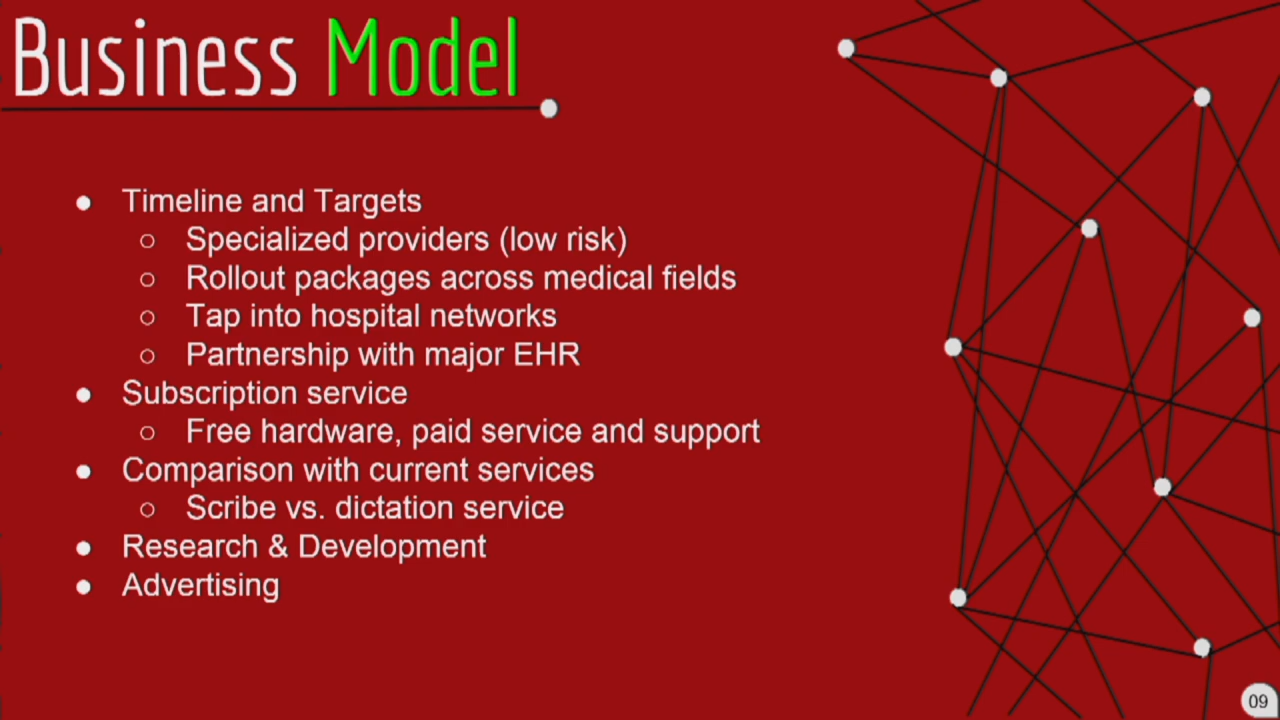 Business Model
● Timeline and Targets
○ Specialized providers (low risk)
○ Rollout packages across medical fields
○ Tap into hospital networks
○ Partnership with major EHR
● Subscription service
○ Free hardware, paid service and support
● Comparison with current services
○ Scribe vs. dictation service
● Research & Development
● Advertising
09